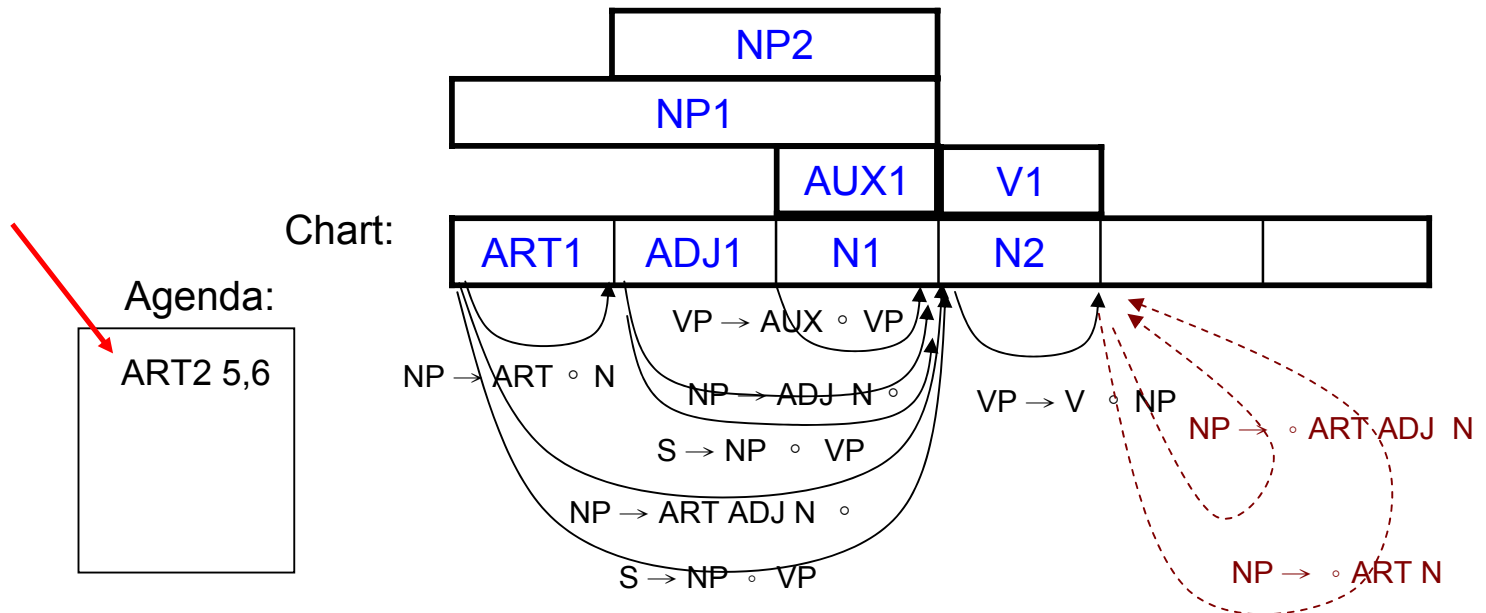 NP2
NP1
AUX1 V1
Chart:
ART1 ADJ1 N1 N2
Agenda:
ART2 5,6
VP → AUX ∘ VP
NP → ART ∘ N
NP → ADJ N ∘
VP → V ∘ NP
NP → ∘ ART ADJ N
S → NP ∘ VP
NP → ART ADJ N ∘
S → NP ∘ VP
NP → ∘ ART N